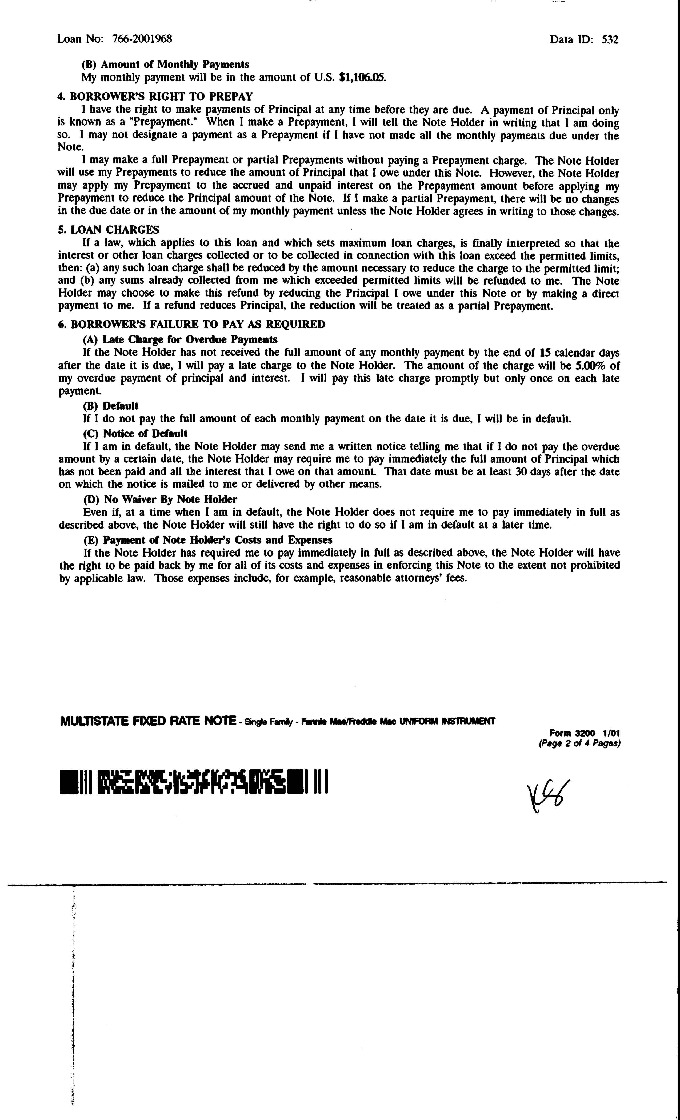 Loan No: 766-2001968 Data ID: 532
(B) Amount of Monthly Payments
My monthly payment will be in the amount of U.S. $1,106.05.
4. BORROWER'S RIGHT TO PREPAY
I have the right to make payments of Principal at any time before they are due. A payment of Principal only
is known as a "Prepayment." When I make a Prepayment, I will tell the Note Holder in writing that I am doing
so. I may not designate a payment as a Prepayment if I have not made all the monthly payments due under the
Note.
I may make a full Prepayment or partial Prepayments without paying a Prepayment charge. The Note Holder
will use my Prepayments to reduce the amount of Principal that I owe under this Note. However, the Note Holder
may apply my Prepayment to the accrued and unpaid interest on the Prepayment amount before applying my
Prepayment to reduce the Principal amount of the Note. If I make a partial Prepayment, there will be no changes
in the due date or in the amount of my monthly payment unless the Note Holder agrees in writing to those changes.
5. LOAN CHARGES
If a law, which applies to this loan and which sets maximum loan charges, is finally interpreted so that the
interest or other loan charges collected or to be collected in connection with this loan exceed the permitted limits,
then: (a) any such loan charge shall be reduced by the amount necessary to reduce the charge to the permitted limit;
and (b) any sums already collected from me which exceeded permitted limits will be refunded to me. The Note
Holder may choose to make this refund by reducing the Principal I owe under this Note or by making a direct
payment to me. If a refund reduces Principal, the reduction will be treated as a partial Prepayment.
6. BORROWER'S FAILURE TO PAY AS REQUIRED
(A) Late Charge for Overdue Payments
If the Note Holder has not received the full amount of any monthly payment by the end of 15 calendar days
after the date it is due, I will pay a late charge to the Note Holder. The amount of the charge will be 5.00% of
my overdue payment of principal and interest. I will pay this late charge promptly but only once on each late
payment.
(B) Default
If I do not pay the full amount of each monthly payment on the date it is due, I will be in default.
(C) Notice of Default
If I am in default, the Note Holder may send me a written notice telling me that if I do not pay the overdue
amount by a certain date, the Note Holder may require me to pay immediately the full amount of Principal which
has not been paid and all the interest that I owe on that amount. That date must be at least 30 days after the date
on which the notice is mailed to me or delivered by other means.
(D) No Waiver By Note Holder
Even if, at a time when I am in default, the Note Holder does not require me to pay immediately in full as
described above, the Note Holder will still have the right to do so if I am in default at a later time.
(E) Payment of Note Holder's Costs and Expenses
If the Note Holder has required me to pay immediately in full as described above, the Note Holder will have
the right to be paid back by me for all of its costs and expenses in enforcing this Note to the extent not prohibited
by applicable law. Those expenses include, for example, reasonable attorneys' fees.
MULTISTATE FIXED RATE NOTE - Single Family - Fannie Mae/Freddie Mac UNIFORM INSTRUMENT
Form 3200 1/01
(Page 2 of 4 Pages)